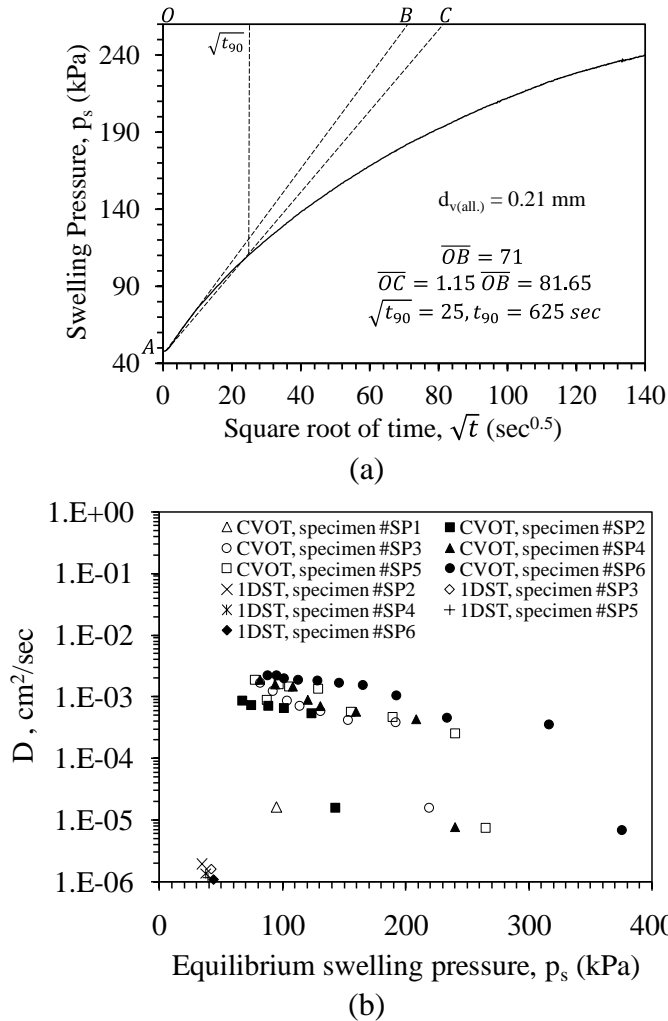 O B C
√t₉₀
240
190
140
90
40
A
Swelling Pressure, pₛ (kPa)
d_v(all.) = 0.21 mm
OB = 71
OC = 1.15 OB = 81.65
√t₉₀ = 25, t₉₀ = 625 sec
0 20 40 60 80 100 120 140
Square root of time, √t (sec^0.5)
(a)
1.E+00
1.E-01
1.E-02
1.E-03
1.E-04
1.E-05
1.E-06
D , cm²/sec
CVOT, specimen #SP1 CVOT, specimen #SP2
CVOT, specimen #SP3 CVOT, specimen #SP4
CVOT, specimen #SP5 CVOT, specimen #SP6
1DST, specimen #SP2 1DST, specimen #SP3
1DST, specimen #SP4 1DST, specimen #SP5
1DST, specimen #SP6
0 100 200 300 400
Equilibrium swelling pressure, pₛ (kPa)
(b)